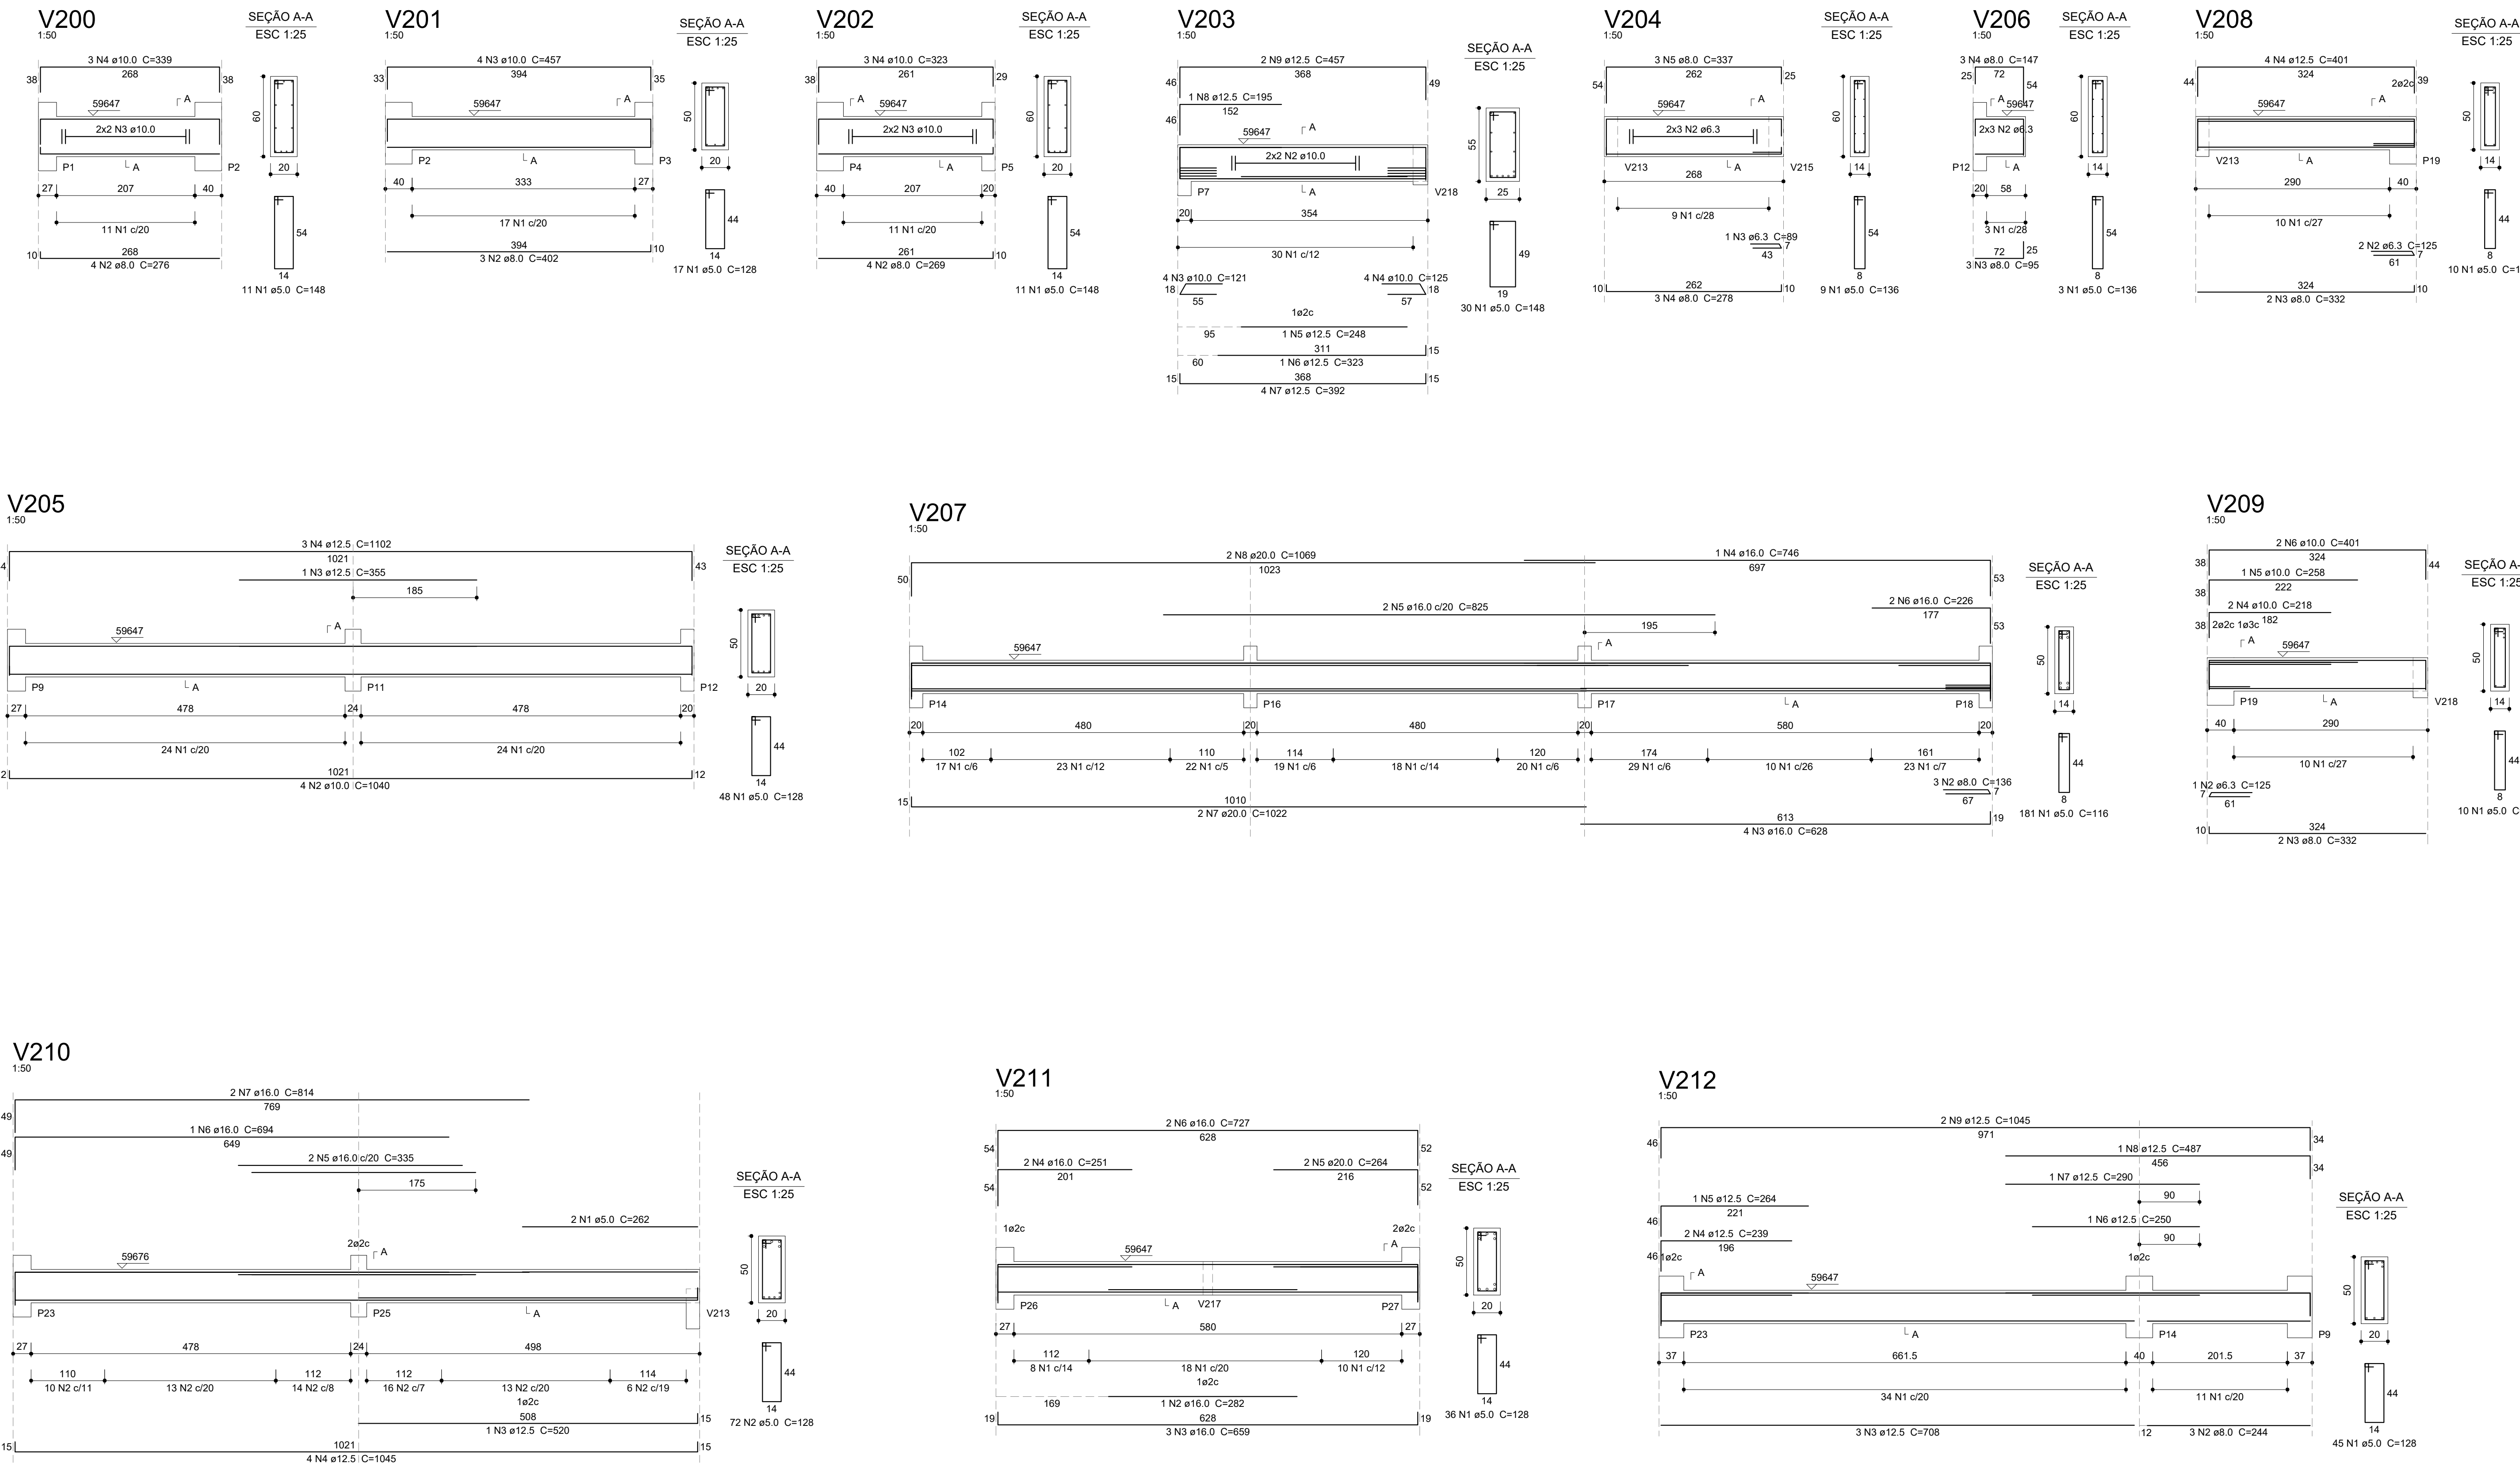 V200
1:50
SEÇÃO A-A
ESC 1:25
3 N4 ø10.0 C=339
268
38
38
59647
A
2x2 N3 ø10.0
P1
A
P2
60
20
27
207
40
11 N1 c/20
54
10
268
4 N2 ø8.0 C=276
14
11 N1 ø5.0 C=148
V201
1:50
SEÇÃO A-A
ESC 1:25
4 N3 ø10.0 C=457
394
33
35
59647
A
P2
A
P3
50
20
40
333
27
17 N1 c/20
44
394
10
3 N2 ø8.0 C=402
14
17 N1 ø5.0 C=128
V202
1:50
SEÇÃO A-A
ESC 1:25
3 N4 ø10.0 C=323
261
38
29
A
59647
2x2 N3 ø10.0
P4
A
P5
60
20
40
207
20
11 N1 c/20
54
261
10
4 N2 ø8.0 C=269
14
11 N1 ø5.0 C=148
V203
1:50
SEÇÃO A-A
ESC 1:25
2 N9 ø12.5 C=457
368
46
49
1 N8 ø12.5 C=195
152
46
59647
A
2x2 N2 ø10.0
P7
A
V218
55
25
20
354
30 N1 c/12
49
19
30 N1 ø5.0 C=148
4 N3 ø10.0 C=121
18
55
4 N4 ø10.0 C=125
18
57
1ø2c
95
1 N5 ø12.5 C=248
311
15
60
1 N6 ø12.5 C=323
15
368
15
4 N7 ø12.5 C=392
V204
1:50
SEÇÃO A-A
ESC 1:25
3 N5 ø8.0 C=337
262
54
25
59647
A
2x3 N2 ø6.3
V213
A
V215
60
14
268
9 N1 c/28
1 N3 ø6.3 C=89
7
43
54
10
262
10
3 N4 ø8.0 C=278
8
9 N1 ø5.0 C=136
V206
1:50
SEÇÃO A-A
ESC 1:25
3 N4 ø8.0 C=147
25
72
54
A
59647
2x3 N2 ø6.3
P12
A
60
14
20
58
3 N1 c/28
54
72
25
3 N3 ø8.0 C=95
8
3 N1 ø5.0 C=136
V208
1:50
SEÇÃO A-A
ESC 1:25
4 N4 ø12.5 C=401
324
44
2ø2c
39
59647
A
V213
A
P19
50
14
290
40
10 N1 c/27
44
2 N2 ø6.3 C=125
7
61
8
10 N1 ø5.0 C=1
324
10
2 N3 ø8.0 C=332
V205
1:50
3 N4 ø12.5 C=1102
1021
4
43
1 N3 ø12.5 C=355
185
SEÇÃO A-A
ESC 1:25
59647
A
P9
A
P11
P12
50
20
27
478
24
478
20
24 N1 c/20
24 N1 c/20
44
2
1021
12
4 N2 ø10.0 C=1040
14
48 N1 ø5.0 C=128
V207
1:50
2 N8 ø20.0 C=1069
1023
50
1 N4 ø16.0 C=746
697
53
2 N5 ø16.0 c/20 C=825
195
2 N6 ø16.0 C=226
177
53
SEÇÃO A-A
ESC 1:25
59647
A
P14
P16
P17
A
P18
50
14
20
480
20
480
20
580
20
102
110
114
120
174
161
17 N1 c/6
23 N1 c/12
22 N1 c/5
19 N1 c/6
18 N1 c/14
20 N1 c/6
29 N1 c/6
10 N1 c/26
23 N1 c/7
3 N2 ø8.0 C=136
7
67
44
8
181 N1 ø5.0 C=116
15
1010
2 N7 ø20.0 C=1022
613
19
4 N3 ø16.0 C=628
V209
1:50
2 N6 ø10.0 C=401
324
38
44
1 N5 ø10.0 C=258
222
38
2 N4 ø10.0 C=218
182
38
2ø2c 1ø3c
A
59647
P19
A
V218
SEÇÃO A-
ESC 1:25
50
14
40
290
10 N1 c/27
44
1 N2 ø6.3 C=125
7
61
8
10 N1 ø5.0 C
10
324
2 N3 ø8.0 C=332
V210
1:50
2 N7 ø16.0 C=814
769
49
1 N6 ø16.0 C=694
649
49
2 N5 ø16.0 c/20 C=335
175
2 N1 ø5.0 C=262
SEÇÃO A-A
ESC 1:25
59676
2ø2c
A
P23
P25
A
V213
50
20
27
478
24
498
110
112
112
114
10 N2 c/11
13 N2 c/20
14 N2 c/8
16 N2 c/7
13 N2 c/20
6 N2 c/19
44
14
72 N2 ø5.0 C=128
1ø2c
508
15
1 N3 ø12.5 C=520
15
1021
15
4 N4 ø12.5 C=1045
V211
1:50
2 N6 ø16.0 C=727
628
54
52
2 N4 ø16.0 C=251
201
54
2 N5 ø20.0 C=264
216
52
SEÇÃO A-A
ESC 1:25
1ø2c
2ø2c
59647
A
P26
A
V217
P27
50
20
27
580
27
112
120
8 N1 c/14
18 N1 c/20
10 N1 c/12
44
14
36 N1 ø5.0 C=128
1ø2c
169
1 N2 ø16.0 C=282
19
628
19
3 N3 ø16.0 C=659
V212
1:50
2 N9 ø12.5 C=1045
971
46
34
1 N8 ø12.5 C=487
456
34
1 N7 ø12.5 C=290
90
1 N5 ø12.5 C=264
221
46
1 N6 ø12.5 C=250
90
2 N4 ø12.5 C=239
196
46
1ø2c
1ø2c
A
59647
P23
A
P14
P9
SEÇÃO A-A
ESC 1:25
50
20
37
661.5
40
201.5
37
34 N1 c/20
11 N1 c/20
44
14
45 N1 ø5.0 C=128
3 N3 ø12.5 C=708
12
3 N2 ø8.0 C=244